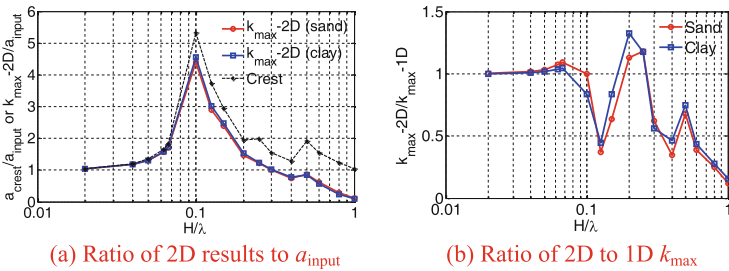 a_crest/a_input or k_max-2D/a_input
6
5
4
3
2
1
0
0.01
0.1
1
H/λ
k_max-2D (sand)
k_max-2D (clay)
Crest
(a) Ratio of 2D results to a_input
k_max-2D/k_max-1D
1.5
1
0.5
0
0.01
0.1
1
H/λ
Sand
Clay
(b) Ratio of 2D to 1D k_max